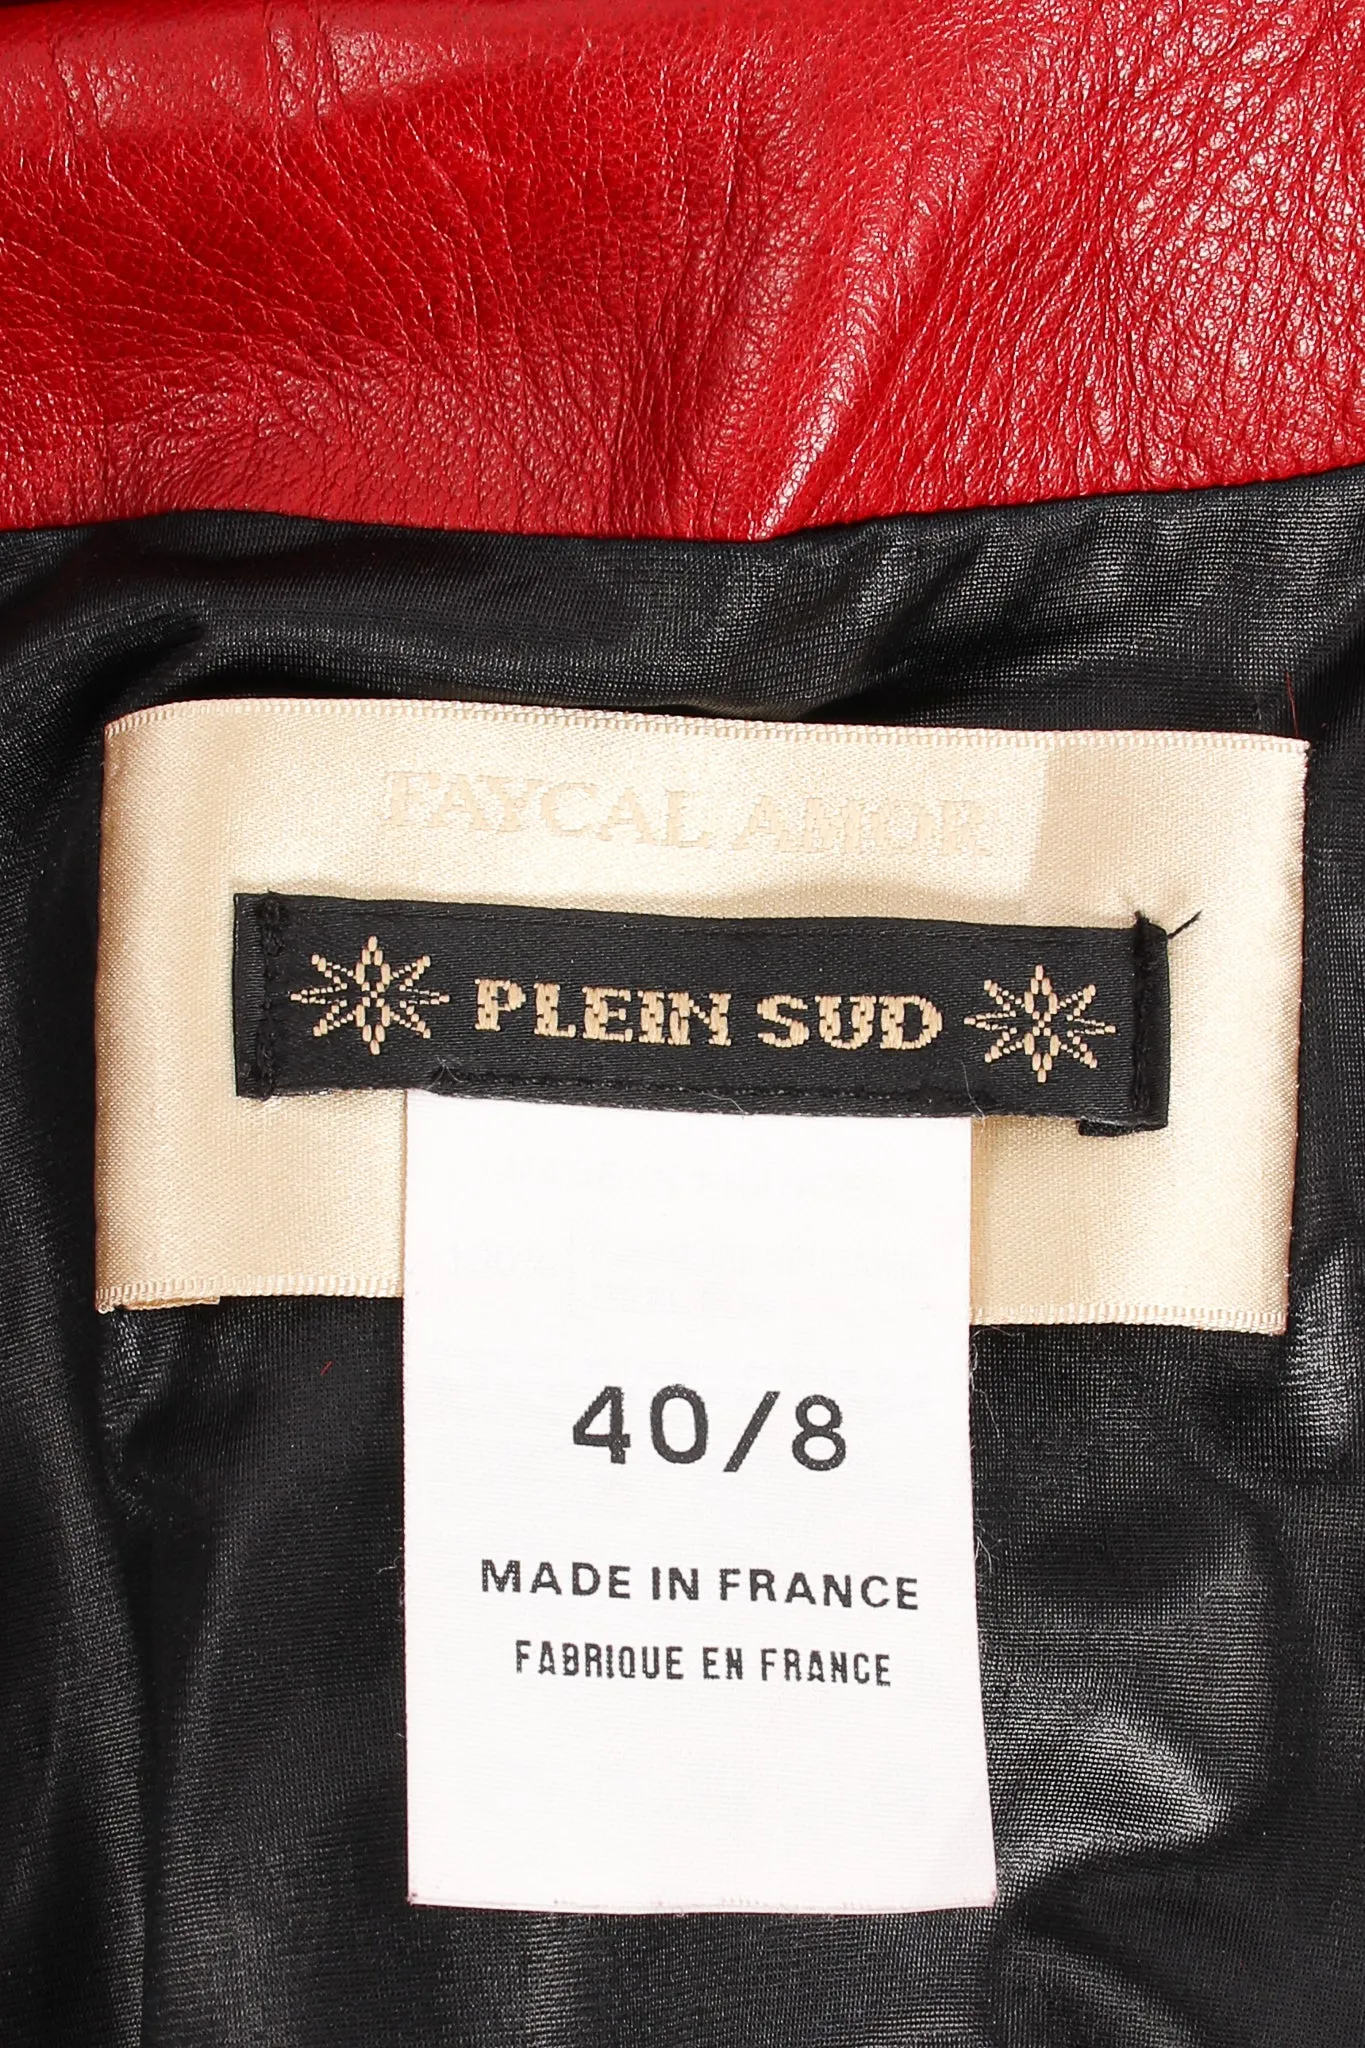 FAYCAL AMOR
PLEIN SUD
40/8
MADE IN FRANCE
FABRIQUE EN FRANCE